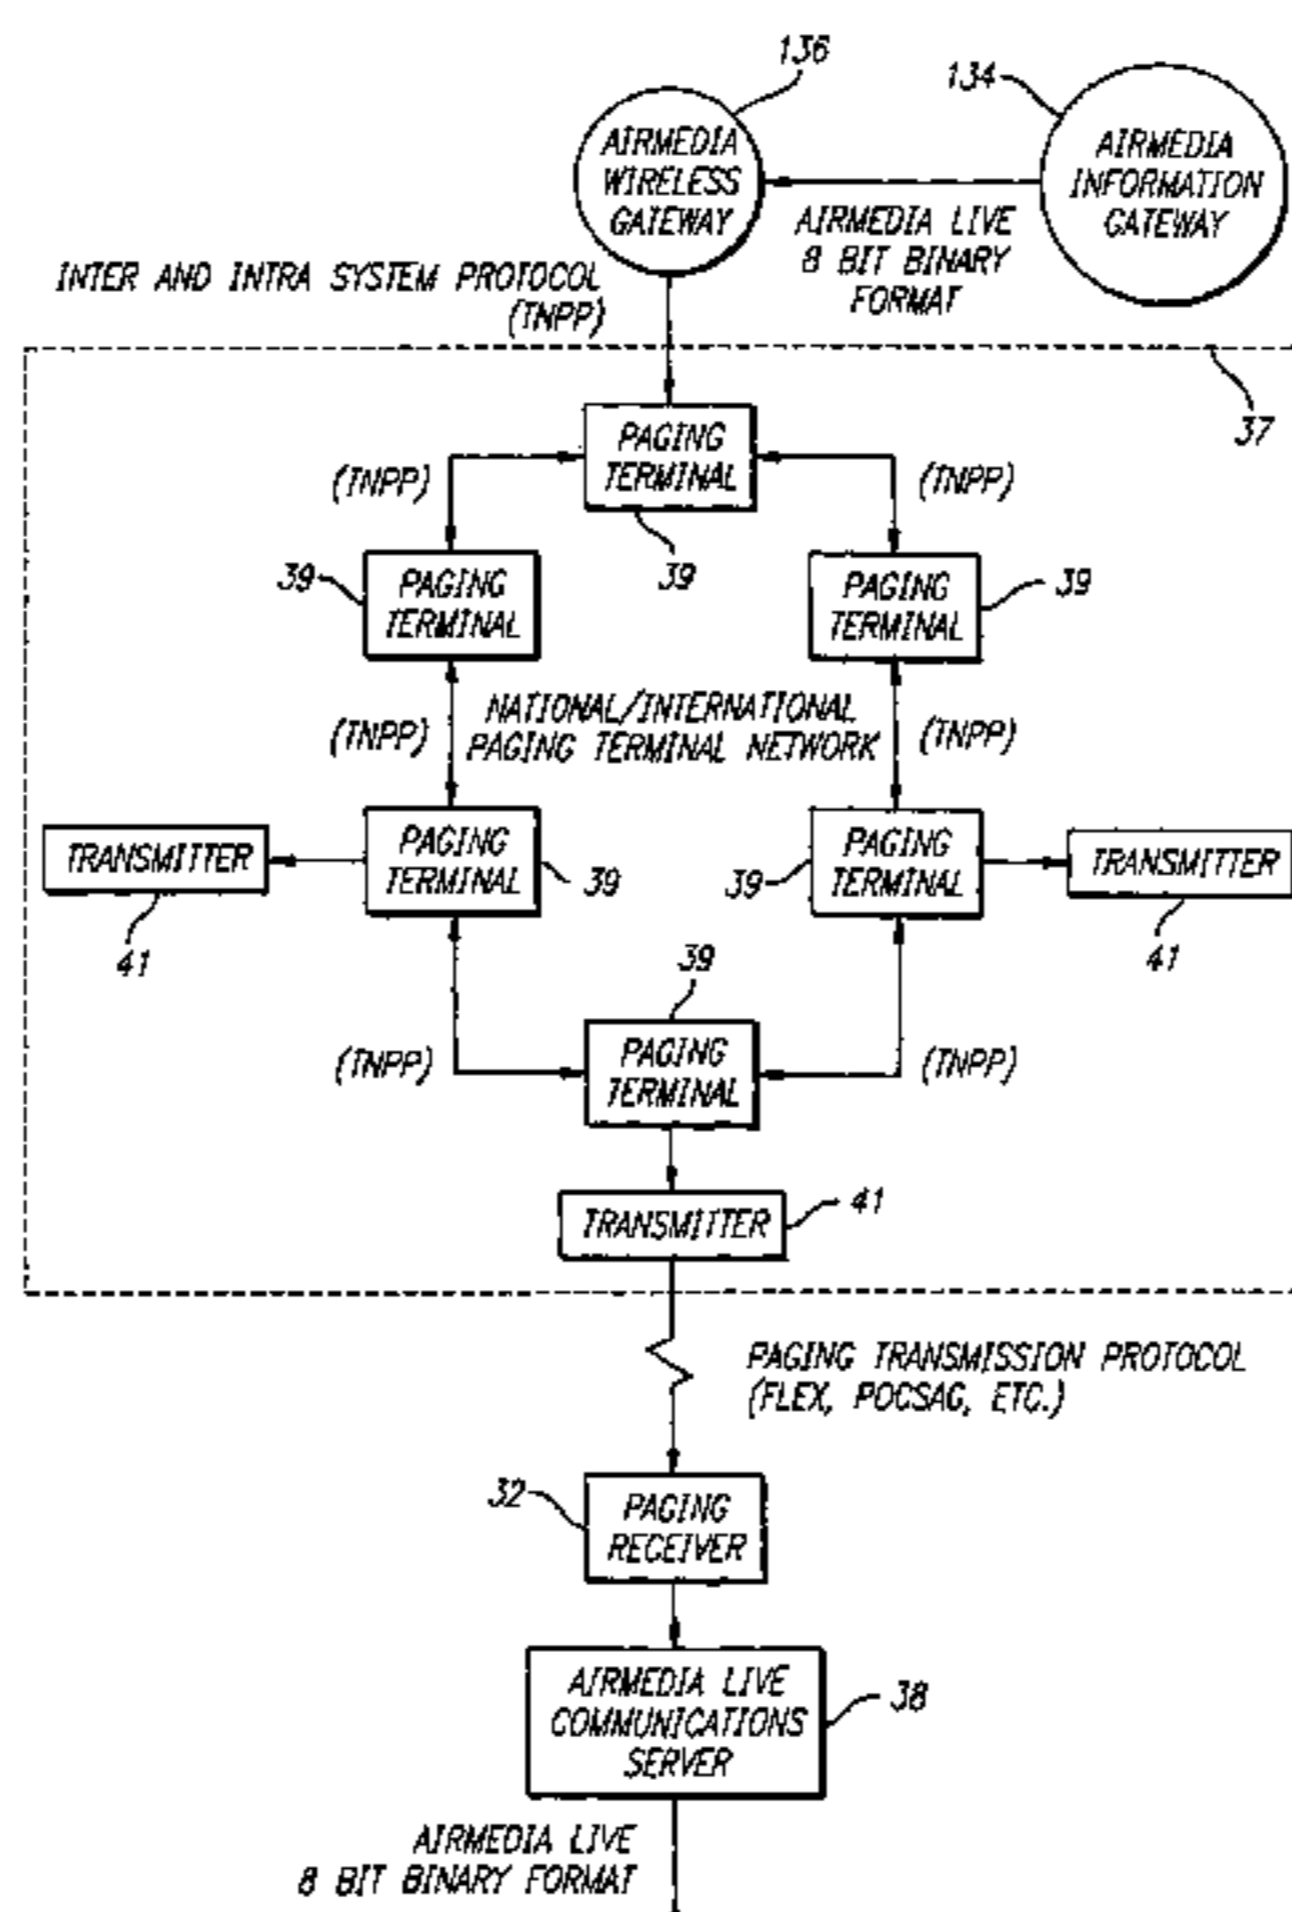 136
134
AIRMEDIA
WIRELESS
GATEWAY
AIRMEDIA
INFORMATION
GATEWAY
AIRMEDIA LIVE
8 BIT BINARY
FORMAT
INTER AND INTRA SYSTEM PROTOCOL
(TNPP)
37
PAGING
TERMINAL
39
(TNPP)
(TNPP)
39
PAGING
TERMINAL
PAGING
TERMINAL
39
(TNPP)
NATIONAL/INTERNATIONAL
PAGING TERMINAL NETWORK
(TNPP)
TRANSMITTER
41
PAGING
TERMINAL
39
39
PAGING
TERMINAL
TRANSMITTER
41
39
(TNPP)
PAGING
TERMINAL
(TNPP)
TRANSMITTER
41
PAGING TRANSMISSION PROTOCOL
(FLEX, POCSAG, ETC.)
32
PAGING
RECEIVER
AIRMEDIA LIVE
COMMUNICATIONS
SERVER
38
AIRMEDIA LIVE
8 BIT BINARY FORMAT